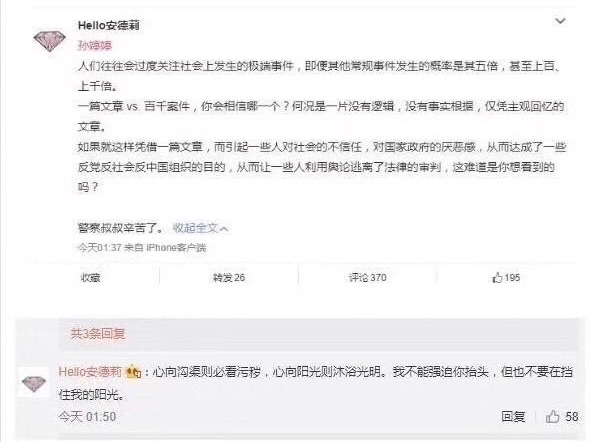 Hello安德莉
孙婷婷
人们往往会过度关注社会上发生的极端事件，即便其他常规事件发生的概率是其五倍，甚至上百、
上千倍。
一篇文章 vs. 百千案件，你会相信哪一个？何况是一片没有逻辑，没有事实根据，仅凭主观回忆的
文章。
如果就这样凭借一篇文章，而引起一些人对社会的不信任，对国家政府的厌恶感，从而达成了一些
反党反社会反中国组织的目的，从而让一些人利用舆论逃离了法律的审判，这难道是你想看到的
吗？
警察叔叔辛苦了。 收起全文
今天01:37 来自 iPhone客户端
收藏 转发26 评论370 195
共3条回复
Hello安德莉 ：心向沟渠则必看污秽，心向阳光则沐浴光明。我不能强迫你抬头，但也不要在挡
住我的阳光。
今天 01:50 回复 58